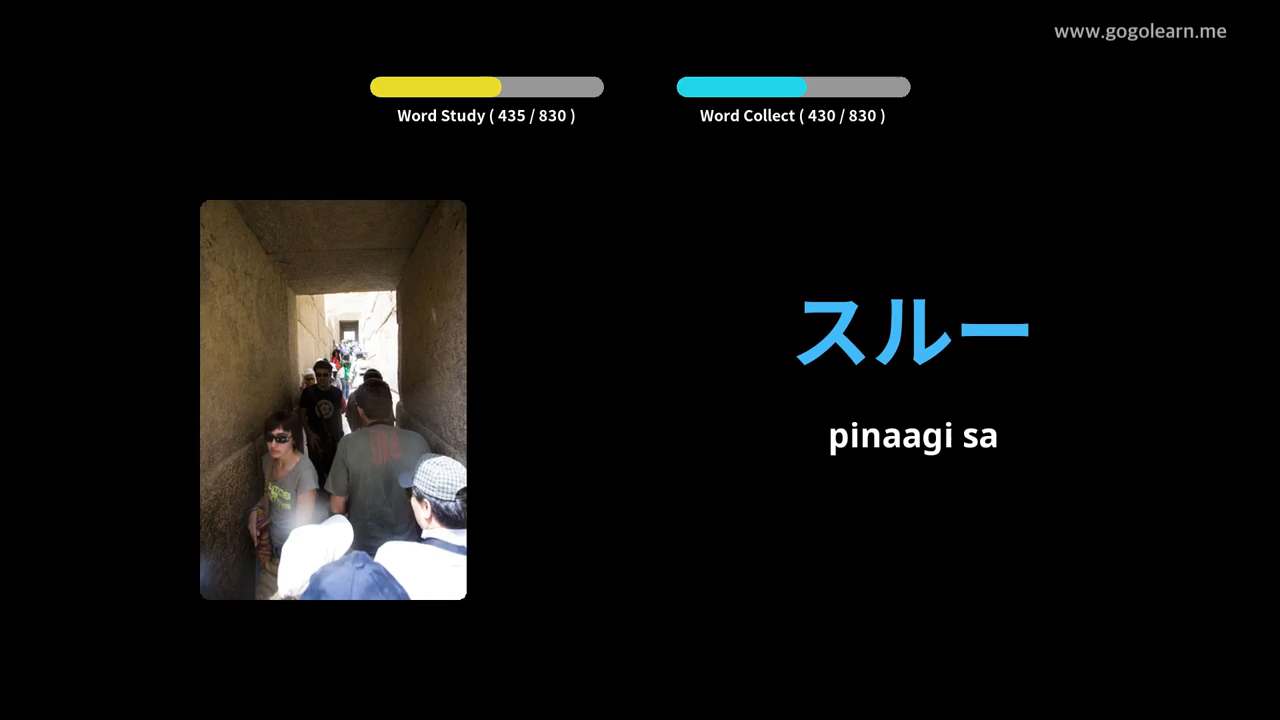 www.gogolearn.me
Word Study ( 435 / 830 )
Word Collect ( 430 / 830 )
スルー
pinaagi sa